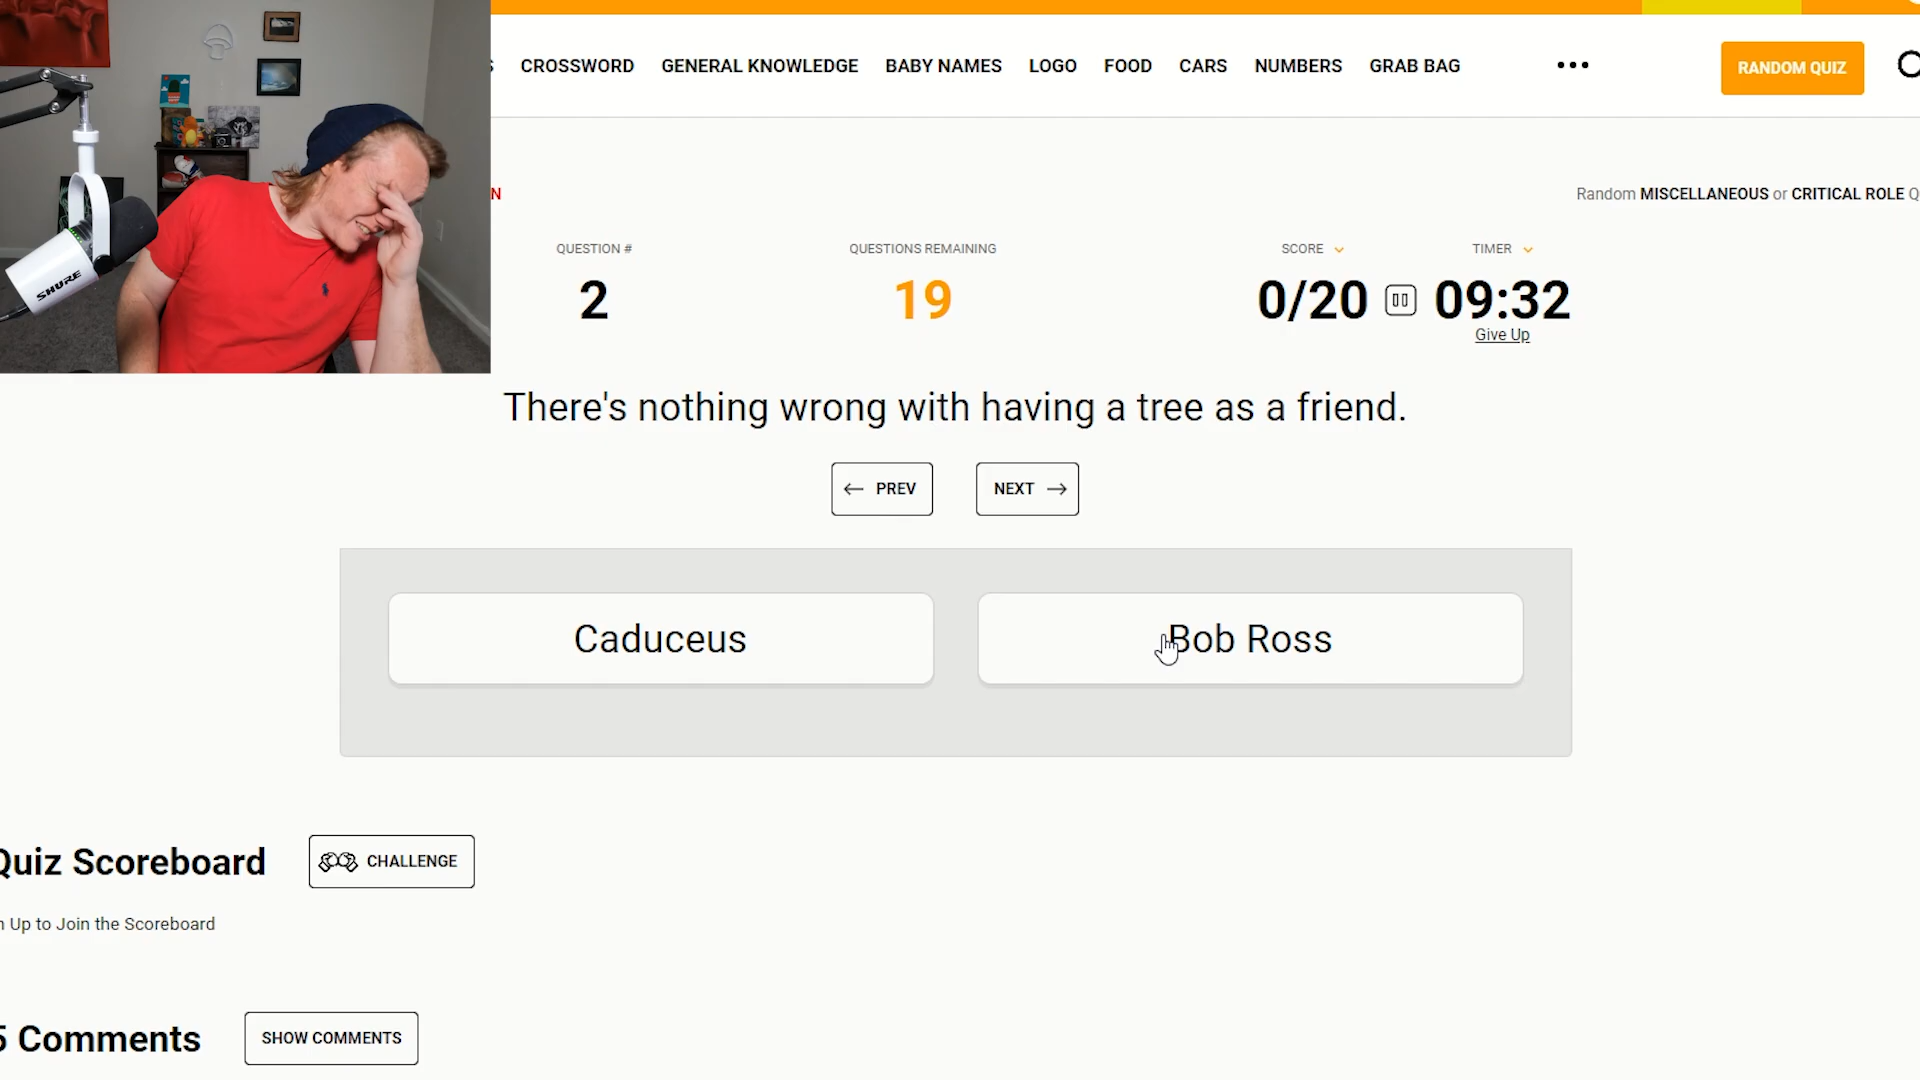 CROSSWORD GENERAL KNOWLEDGE BABY NAMES LOGO FOOD CARS NUMBERS GRAB BAG ••• RANDOM QUIZ
N
Random MISCELLANEOUS or CRITICAL ROLE Q
QUESTION # QUESTIONS REMAINING SCORE TIMER
2 19 0/20 09:32
Give Up
SHURE
There's nothing wrong with having a tree as a friend.
← PREV NEXT →
Caduceus Bob Ross
Quiz Scoreboard CHALLENGE
n Up to Join the Scoreboard
5 Comments SHOW COMMENTS